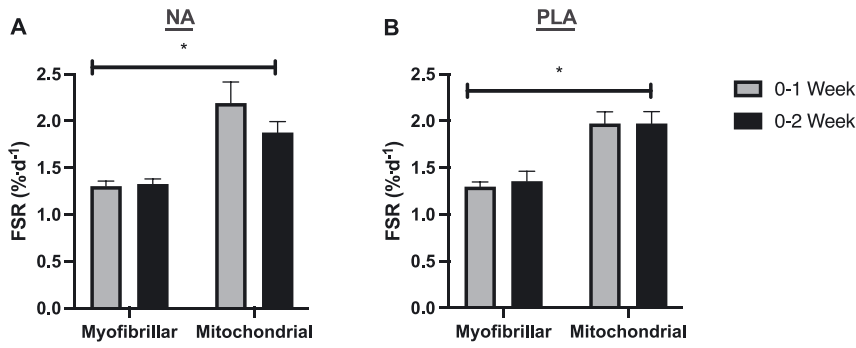 A
NA
*
2.5
2.0
1.5
1.0
0.5
0.0
FSR (%·d-1)
Myofibrillar
Mitochondrial
B
PLA
*
2.5
2.0
1.5
1.0
0.5
0.0
FSR (%·d-1)
Myofibrillar
Mitochondrial
0-1 Week
0-2 Week